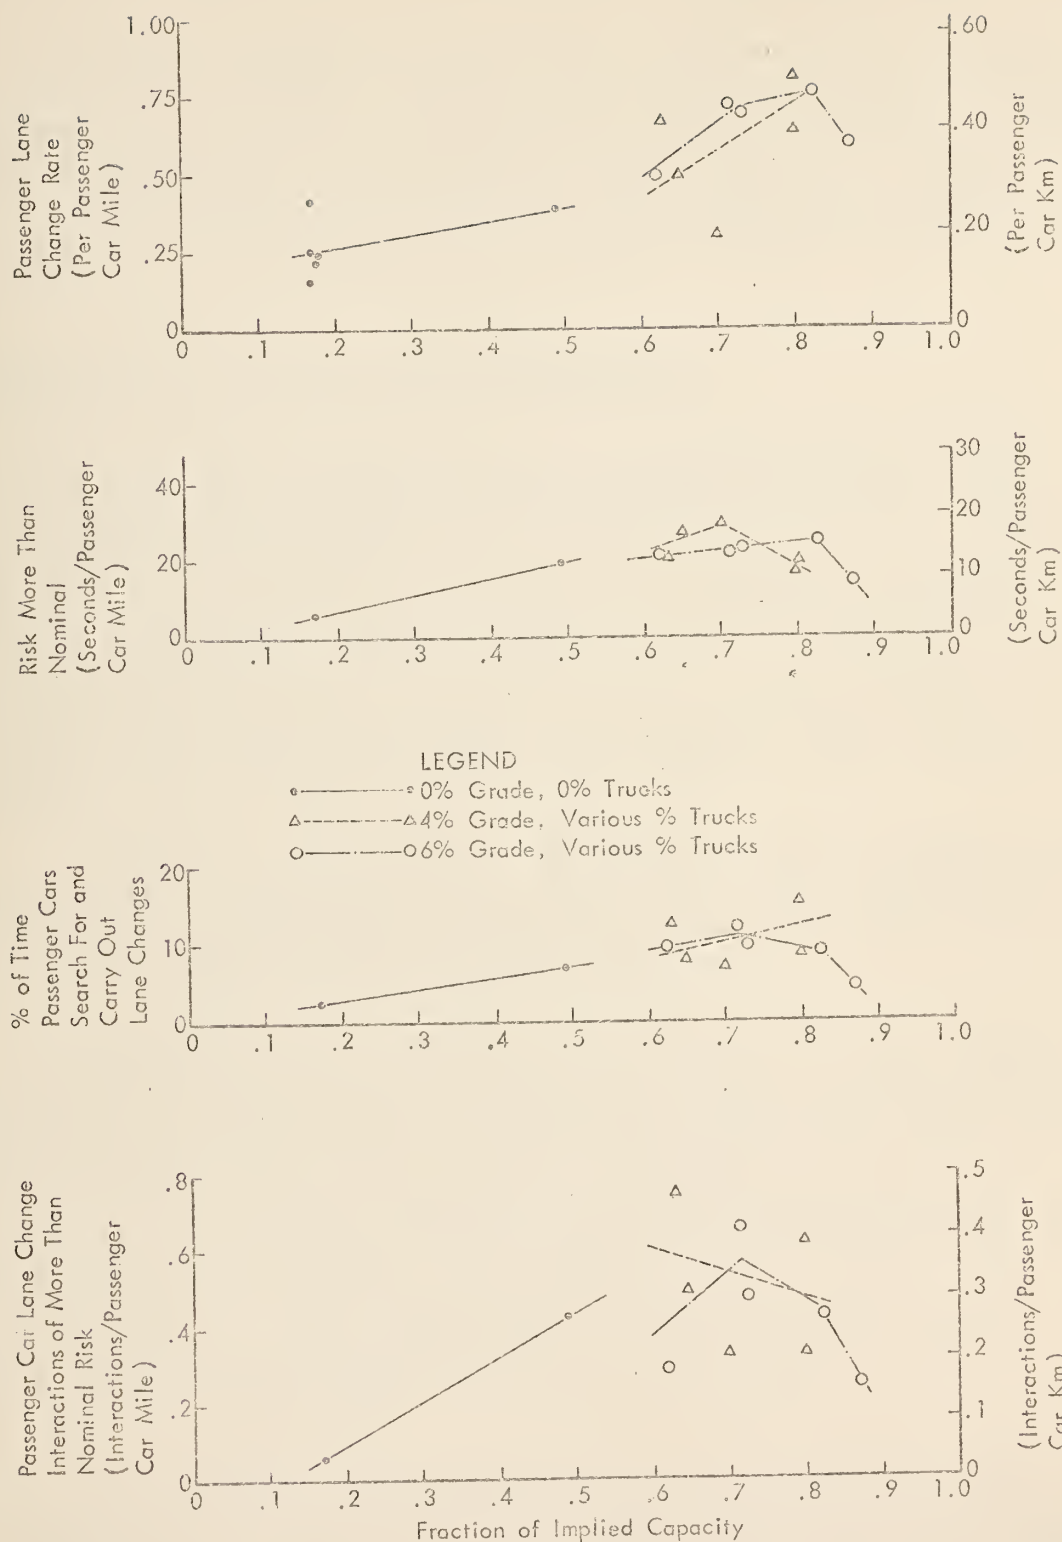 Passenger Lane
Change Rate
(Per Passenger
Car Mile)
1.00
.75
.50
.25
0
0 .1 .2 .3 .4 .5 .6 .7 .8 .9 1.0
.60
.40
.20
0
(Per Passenger
Car Km)
Risk More Than
Nominal
(Seconds/Passenger
Car Mile)
40
20
0
0 .1 .2 .3 .4 .5 .6 .7 .8 .9 1.0
30
20
10
0
(Seconds/Passenger
Car Km)
LEGEND
0% Grade, 0% Trucks
4% Grade, Various % Trucks
6% Grade, Various % Trucks
% of Time
Passenger Cars
Search For and
Carry Out
Lane Changes
20
10
0
0 .1 .2 .3 .4 .5 .6 .7 .8 .9 1.0
Passenger Car Lane Change
Interactions of More Than
Nominal Risk
(Interactions/Passenger
Car Mile)
.8
.6
.4
.2
0
0 .1 .2 .3 .4 .5 .6 .7 .8 .9 1.0
.5
.4
.3
.2
.1
0
(Interactions/Passenger
Car Km)
Fraction of Implied Capacity